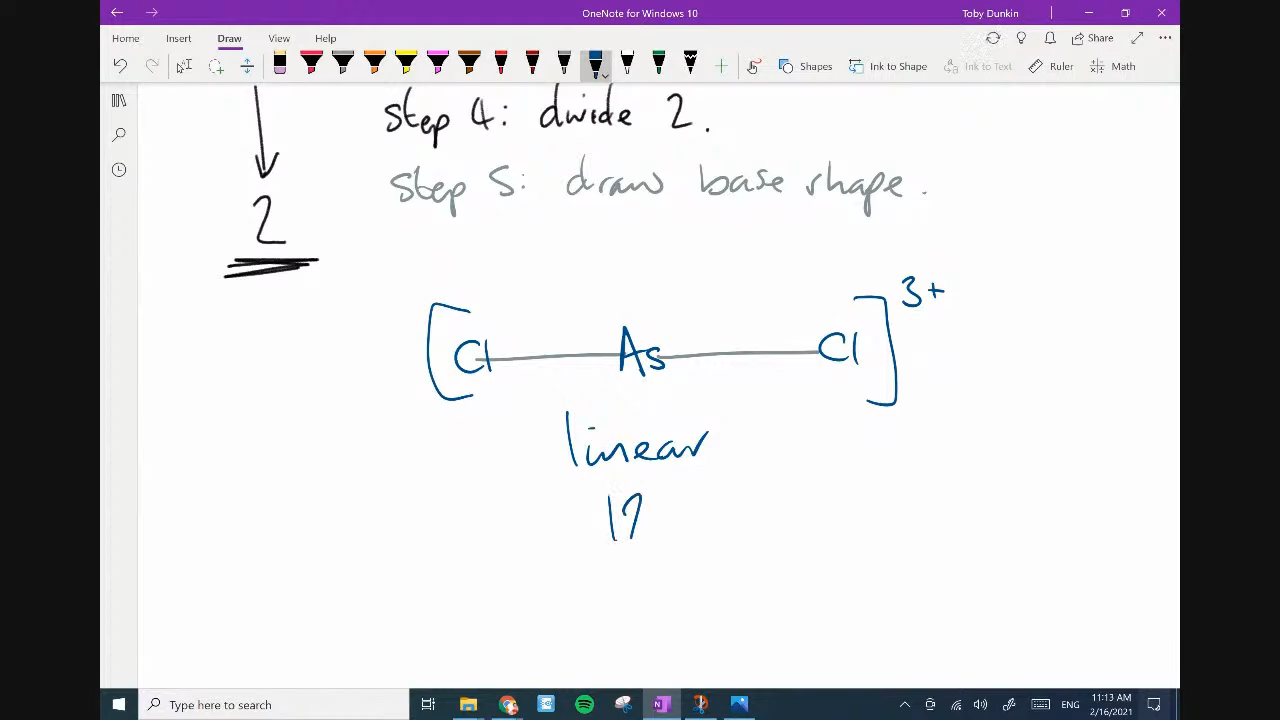 OneNote for Windows 10
Toby Dunkin
Home Insert Draw View Help
Share
Shapes Ink to Shape Ink to Text Ruler Math
step 4: divide 2.
step 5: draw base shape.
2
[Cl — As — Cl]3+
linear
Type here to search
ENG
11:13 AM
2/16/2021